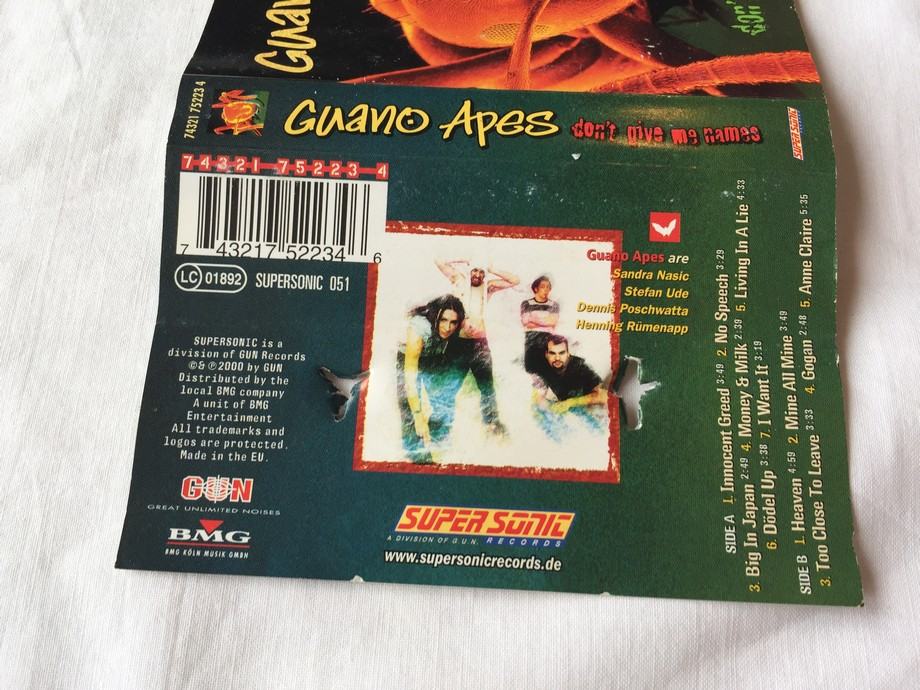 Guan
don't
74321 75223 4
Guano Apes don't give me names
SUPERSONIC
74321-75223-4
7 43217 52234 6
LC 01892 SUPERSONIC 051
SUPERSONIC is a
division of GUN Records
©&℗2000 by GUN
Distributed by the
local BMG company
A unit of BMG
Entertainment
All trademarks and
logos are protected.
Made in the EU.
GUN
GREAT UNLIMITED NOISES
BMG
BMG KÖLN MUSIK GMBH
Guano Apes are
Sandra Nasic
Stefan Ude
Dennis Poschwatta
Henning Rümenapp
SUPERSONIC
A DIVISION OF G.U.N. RECORDS
www.supersonicrecords.de
SIDE A 1. Innocent Greed 3:49 2. No Speech 3:29
3. Big In Japan 2:49 4. Money & Milk 2:39 5. Living In A Lie 4:33
6. Dödel Up 3:38 7. I Want It 3:19
SIDE B 1. Heaven 4:59 2. Mine All Mine 3:49
3. Too Close To Leave 3:33 4. Gogan 2:48 5. Anne Claire 5:35